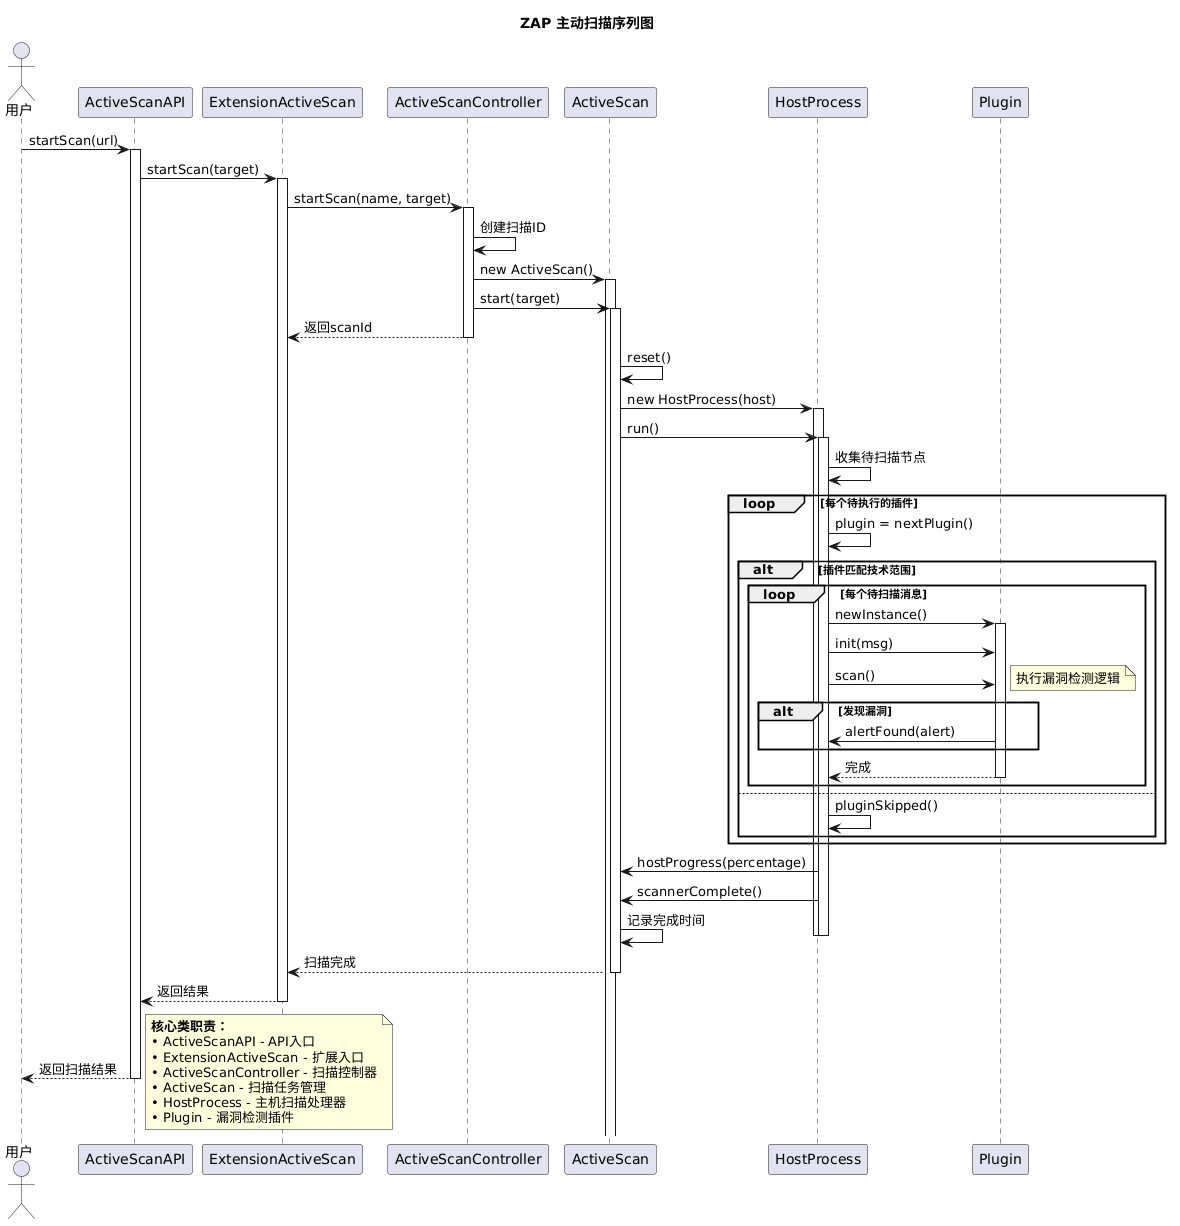 ZAP 主动扫描序列图
用户
ActiveScanAPI
ExtensionActiveScan
ActiveScanController
ActiveScan
HostProcess
Plugin
startScan(url)
startScan(target)
startScan(name, target)
创建扫描ID
new ActiveScan()
start(target)
返回scanId
reset()
new HostProcess(host)
run()
收集待扫描节点
loop [每个待执行的插件]
plugin = nextPlugin()
alt [插件匹配技术范围]
loop [每个待扫描消息]
newInstance()
init(msg)
scan()
执行漏洞检测逻辑
alt [发现漏洞]
alertFound(alert)
完成
pluginSkipped()
hostProgress(percentage)
scannerComplete()
记录完成时间
扫描完成
返回结果
核心类职责：
• ActiveScanAPI - API入口
• ExtensionActiveScan - 扩展入口
• ActiveScanController - 扫描控制器
• ActiveScan - 扫描任务管理
• HostProcess - 主机扫描处理器
• Plugin - 漏洞检测插件
返回扫描结果
用户
ActiveScanAPI
ExtensionActiveScan
ActiveScanController
ActiveScan
HostProcess
Plugin